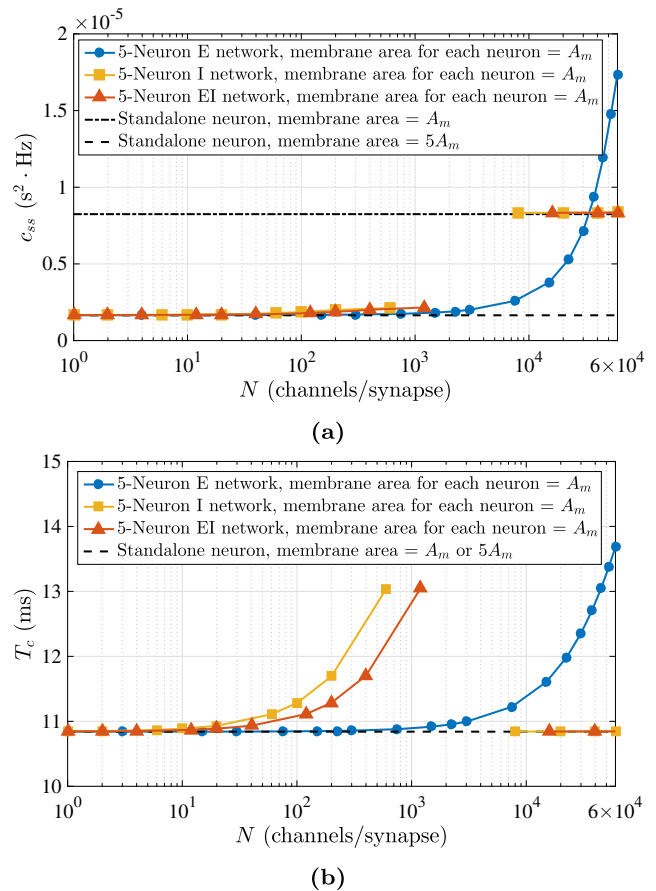 ×10⁻⁵
2
5-Neuron E network, membrane area for each neuron = Aₘ
5-Neuron I network, membrane area for each neuron = Aₘ
5-Neuron EI network, membrane area for each neuron = Aₘ
Standalone neuron, membrane area = Aₘ
Standalone neuron, membrane area = 5Aₘ
1.5
1
0.5
0
c_ss (s² · Hz)
10⁰ 10¹ 10² 10³ 10⁴ 6×10⁴
N (channels/synapse)
(a)
15
5-Neuron E network, membrane area for each neuron = Aₘ
5-Neuron I network, membrane area for each neuron = Aₘ
5-Neuron EI network, membrane area for each neuron = Aₘ
Standalone neuron, membrane area = Aₘ or 5Aₘ
14
13
12
11
10
T_c (ms)
10⁰ 10¹ 10² 10³ 10⁴ 6×10⁴
N (channels/synapse)
(b)